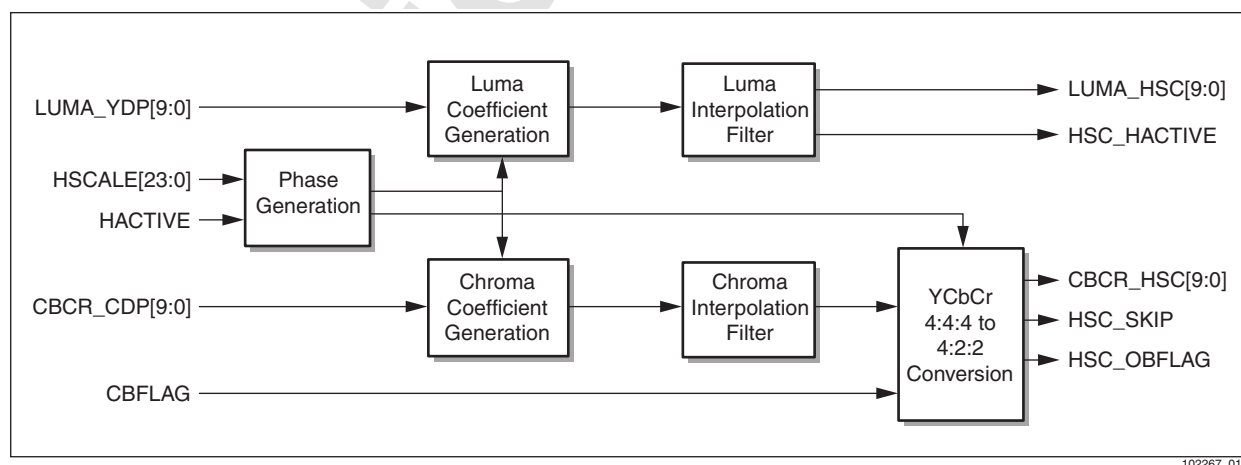 LUMA_YDP[9:0]
HSCALE[23:0]
HACTIVE
CBCR_CDP[9:0]
CBFLAG
Phase
Generation
Luma
Coefficient
Generation
Luma
Interpolation
Filter
Chroma
Coefficient
Generation
Chroma
Interpolation
Filter
YCbCr
4:4:4 to
4:2:2
Conversion
LUMA_HSC[9:0]
HSC_HACTIVE
CBCR_HSC[9:0]
HSC_SKIP
HSC_OBFLAG